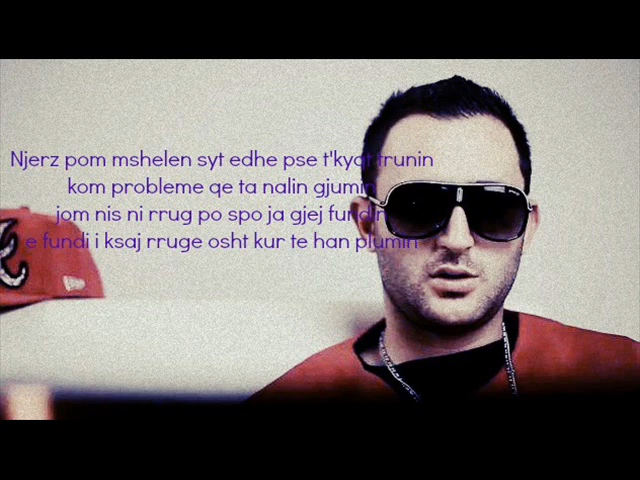 Njerz pom mshelen syt edhe pse t'kyqt trunin
kom probleme qe ta nalin gjumin
jom nis ni rrug po spo ja gjej fundin
e fundi i ksaj rruge osht kur te han plumin